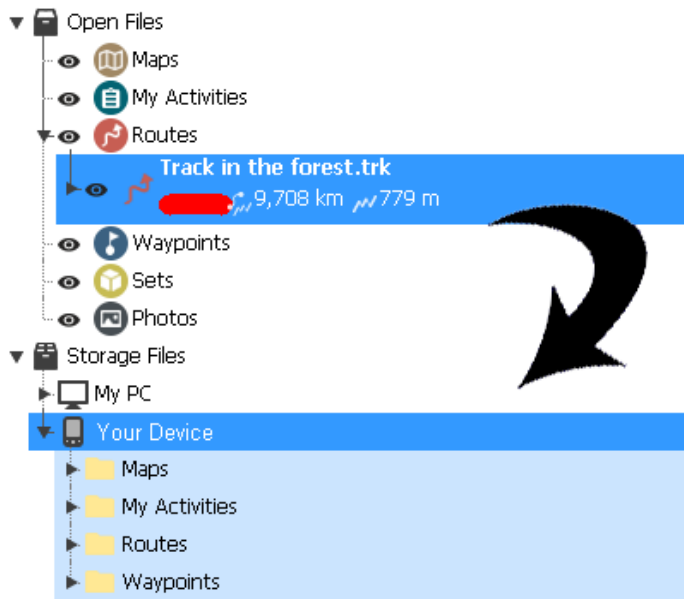 Open Files
Maps
My Activities
Routes
Track in the forest.trk
9,708 km 779 m
Waypoints
Sets
Photos
Storage Files
My PC
Your Device
Maps
My Activities
Routes
Waypoints